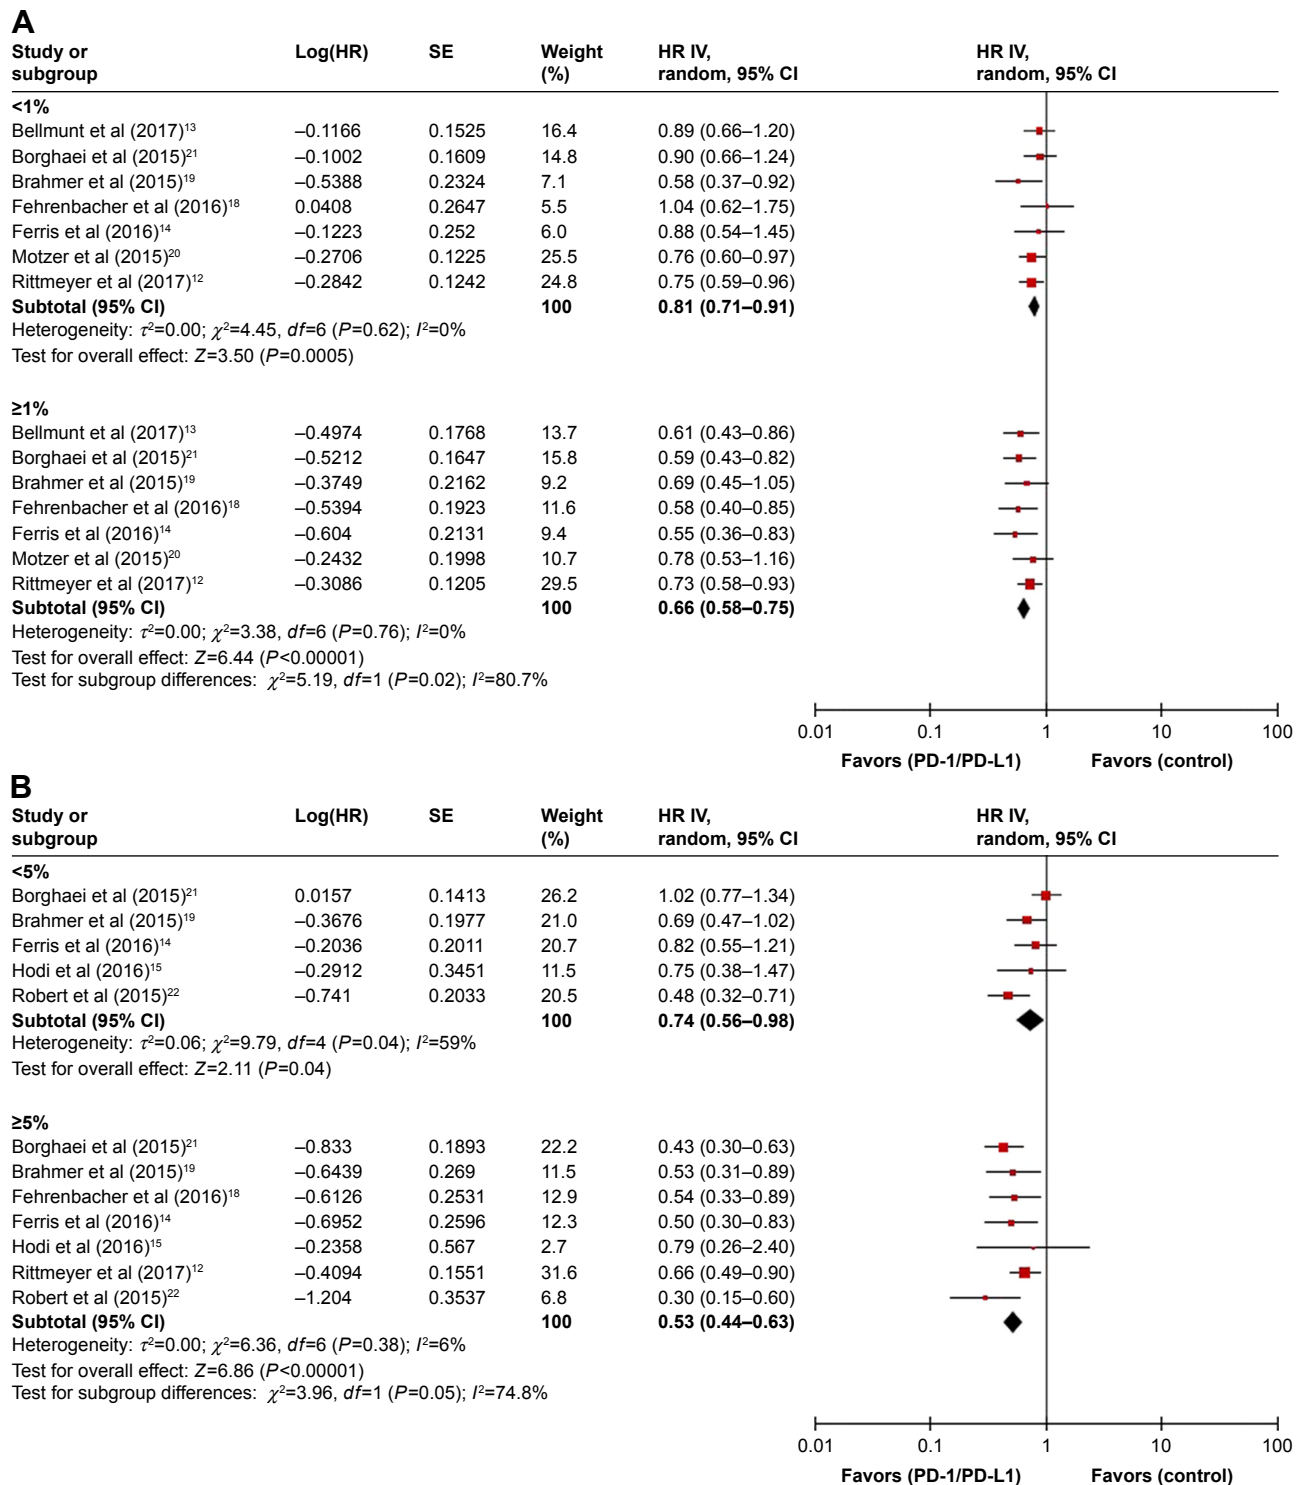 A
Study or subgroup Log(HR) SE Weight (%) HR IV, random, 95% CI HR IV, random, 95% CI
<1%
Bellmunt et al (2017)¹³ –0.1166 0.1525 16.4 0.89 (0.66–1.20)
Borghaei et al (2015)²¹ –0.1002 0.1609 14.8 0.90 (0.66–1.24)
Brahmer et al (2015)¹⁹ –0.5388 0.2324 7.1 0.58 (0.37–0.92)
Fehrenbacher et al (2016)¹⁸ 0.0408 0.2647 5.5 1.04 (0.62–1.75)
Ferris et al (2016)¹⁴ –0.1223 0.252 6.0 0.88 (0.54–1.45)
Motzer et al (2015)²⁰ –0.2706 0.1225 25.5 0.76 (0.60–0.97)
Rittmeyer et al (2017)¹² –0.2842 0.1242 24.8 0.75 (0.59–0.96)
Subtotal (95% CI) 100 0.81 (0.71–0.91)
Heterogeneity: τ²=0.00; χ²=4.45, df=6 (P=0.62); I²=0%
Test for overall effect: Z=3.50 (P=0.0005)
≥1%
Bellmunt et al (2017)¹³ –0.4974 0.1768 13.7 0.61 (0.43–0.86)
Borghaei et al (2015)²¹ –0.5212 0.1647 15.8 0.59 (0.43–0.82)
Brahmer et al (2015)¹⁹ –0.3749 0.2162 9.2 0.69 (0.45–1.05)
Fehrenbacher et al (2016)¹⁸ –0.5394 0.1923 11.6 0.58 (0.40–0.85)
Ferris et al (2016)¹⁴ –0.604 0.2131 9.4 0.55 (0.36–0.83)
Motzer et al (2015)²⁰ –0.2432 0.1998 10.7 0.78 (0.53–1.16)
Rittmeyer et al (2017)¹² –0.3086 0.1205 29.5 0.73 (0.58–0.93)
Subtotal (95% CI) 100 0.66 (0.58–0.75)
Heterogeneity: τ²=0.00; χ²=3.38, df=6 (P=0.76); I²=0%
Test for overall effect: Z=6.44 (P<0.00001)
Test for subgroup differences: χ²=5.19, df=1 (P=0.02); I²=80.7%
0.01 0.1 1 10 100
Favors (PD-1/PD-L1) Favors (control)
B
Study or subgroup Log(HR) SE Weight (%) HR IV, random, 95% CI HR IV, random, 95% CI
<5%
Borghaei et al (2015)²¹ 0.0157 0.1413 26.2 1.02 (0.77–1.34)
Brahmer et al (2015)¹⁹ –0.3676 0.1977 21.0 0.69 (0.47–1.02)
Ferris et al (2016)¹⁴ –0.2036 0.2011 20.7 0.82 (0.55–1.21)
Hodi et al (2016)¹⁵ –0.2912 0.3451 11.5 0.75 (0.38–1.47)
Robert et al (2015)²² –0.741 0.2033 20.5 0.48 (0.32–0.71)
Subtotal (95% CI) 100 0.74 (0.56–0.98)
Heterogeneity: τ²=0.06; χ²=9.79, df=4 (P=0.04); I²=59%
Test for overall effect: Z=2.11 (P=0.04)
≥5%
Borghaei et al (2015)²¹ –0.833 0.1893 22.2 0.43 (0.30–0.63)
Brahmer et al (2015)¹⁹ –0.6439 0.269 11.5 0.53 (0.31–0.89)
Fehrenbacher et al (2016)¹⁸ –0.6126 0.2531 12.9 0.54 (0.33–0.89)
Ferris et al (2016)¹⁴ –0.6952 0.2596 12.3 0.50 (0.30–0.83)
Hodi et al (2016)¹⁵ –0.2358 0.567 2.7 0.79 (0.26–2.40)
Rittmeyer et al (2017)¹² –0.4094 0.1551 31.6 0.66 (0.49–0.90)
Robert et al (2015)²² –1.204 0.3537 6.8 0.30 (0.15–0.60)
Subtotal (95% CI) 100 0.53 (0.44–0.63)
Heterogeneity: τ²=0.00; χ²=6.36, df=6 (P=0.38); I²=6%
Test for overall effect: Z=6.86 (P<0.00001)
Test for subgroup differences: χ²=3.96, df=1 (P=0.05); I²=74.8%
0.01 0.1 1 10 100
Favors (PD-1/PD-L1) Favors (control)